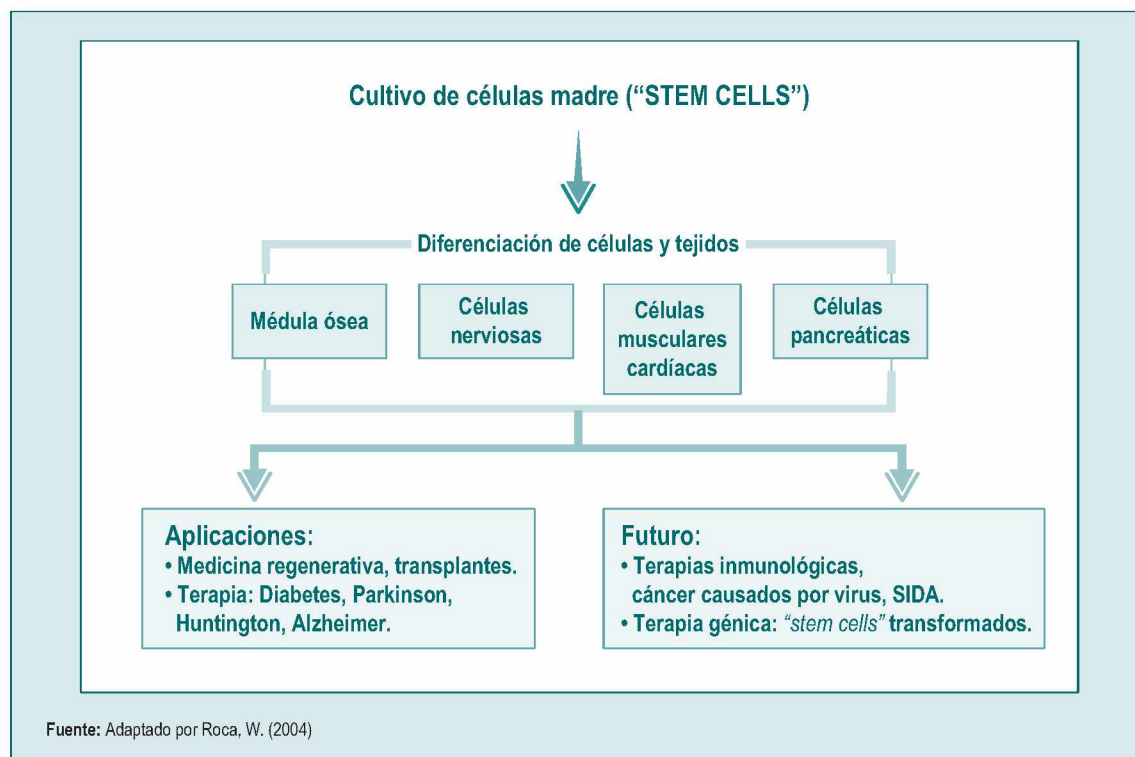 Cultivo de células madre (“STEM CELLS”)
Diferenciación de células y tejidos
Médula ósea
Células
nerviosas
Células
musculares
cardíacas
Células
pancreáticas
Aplicaciones:
• Medicina regenerativa, transplantes.
• Terapia: Diabetes, Parkinson,
Huntington, Alzheimer.
Futuro:
• Terapias inmunológicas,
cáncer causados por virus, SIDA.
• Terapia génica: “stem cells” transformados.
Fuente: Adaptado por Roca, W. (2004)